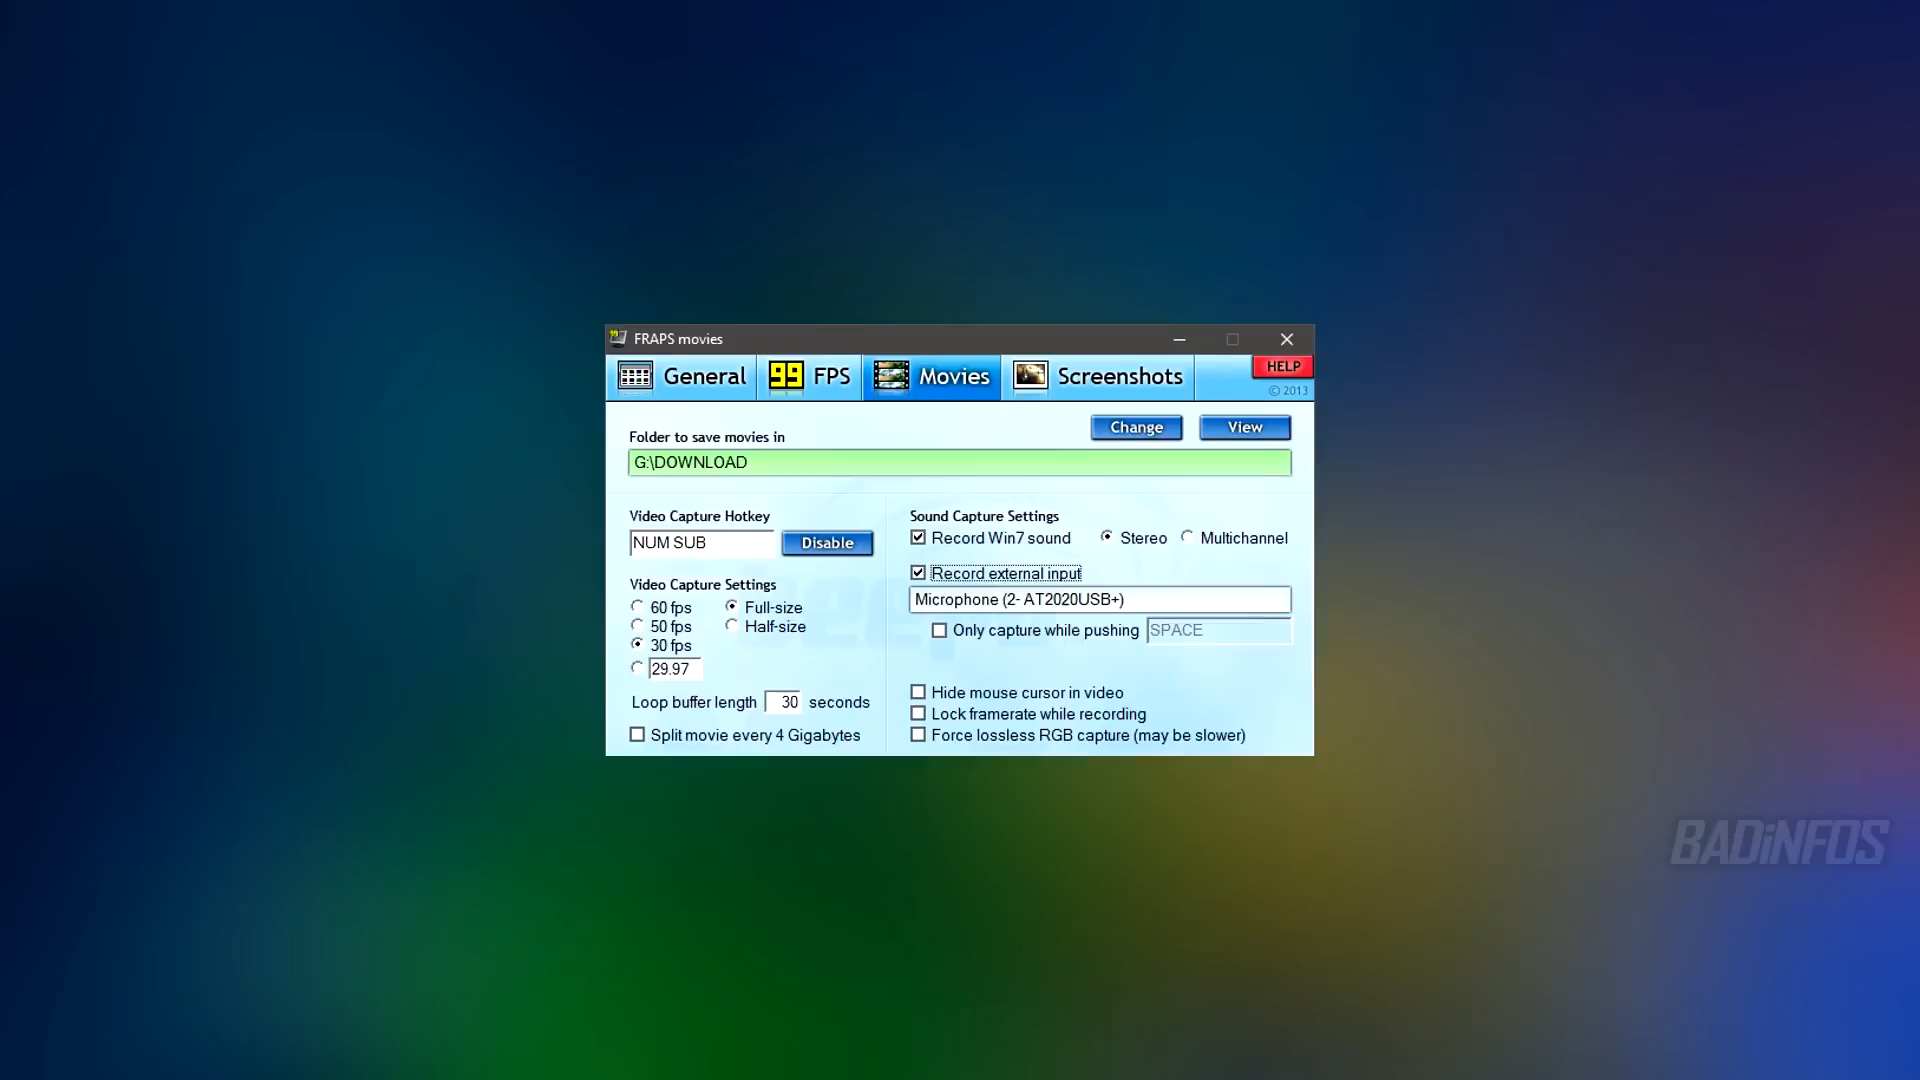 FRAPS movies
General
99 FPS
Movies
Screenshots
HELP
© 2013
Folder to save movies in
Change
View
G:\DOWNLOAD
Video Capture Hotkey
NUM SUB
Disable
Video Capture Settings
60 fps
50 fps
30 fps
29.97
Full-size
Half-size
Loop buffer length 30 seconds
Split movie every 4 Gigabytes
Sound Capture Settings
Record Win7 sound
Stereo
Multichannel
Record external input
Microphone (2- AT2020USB+)
Only capture while pushing SPACE
Hide mouse cursor in video
Lock framerate while recording
Force lossless RGB capture (may be slower)
BADiNFOS